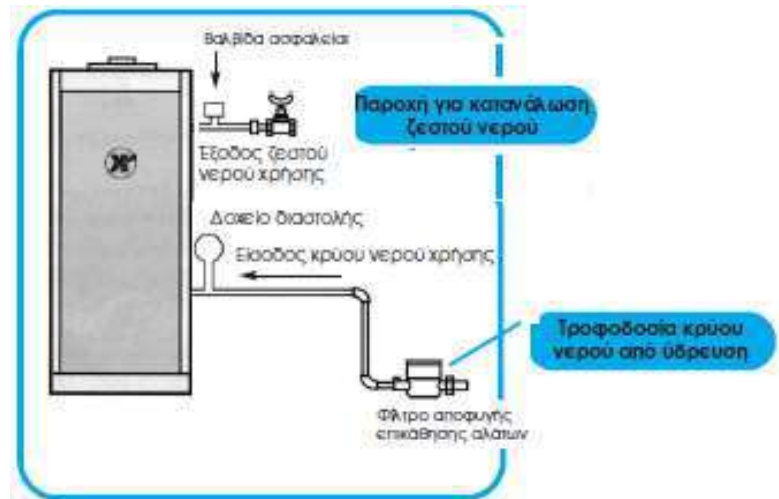 Βαλβίδα ασφαλείας
Παροχή για κατανάλωση
ζεστού νερού
Έξοδος ζεστού
νερού χρήσης
Δοχείο διαστολής
Είσοδος κρύου νερού χρήσης
Τροφοδοσία κρύου
νερού από ύδρευση
Φίλτρο αποφυγής
επικάθησης αλάτων